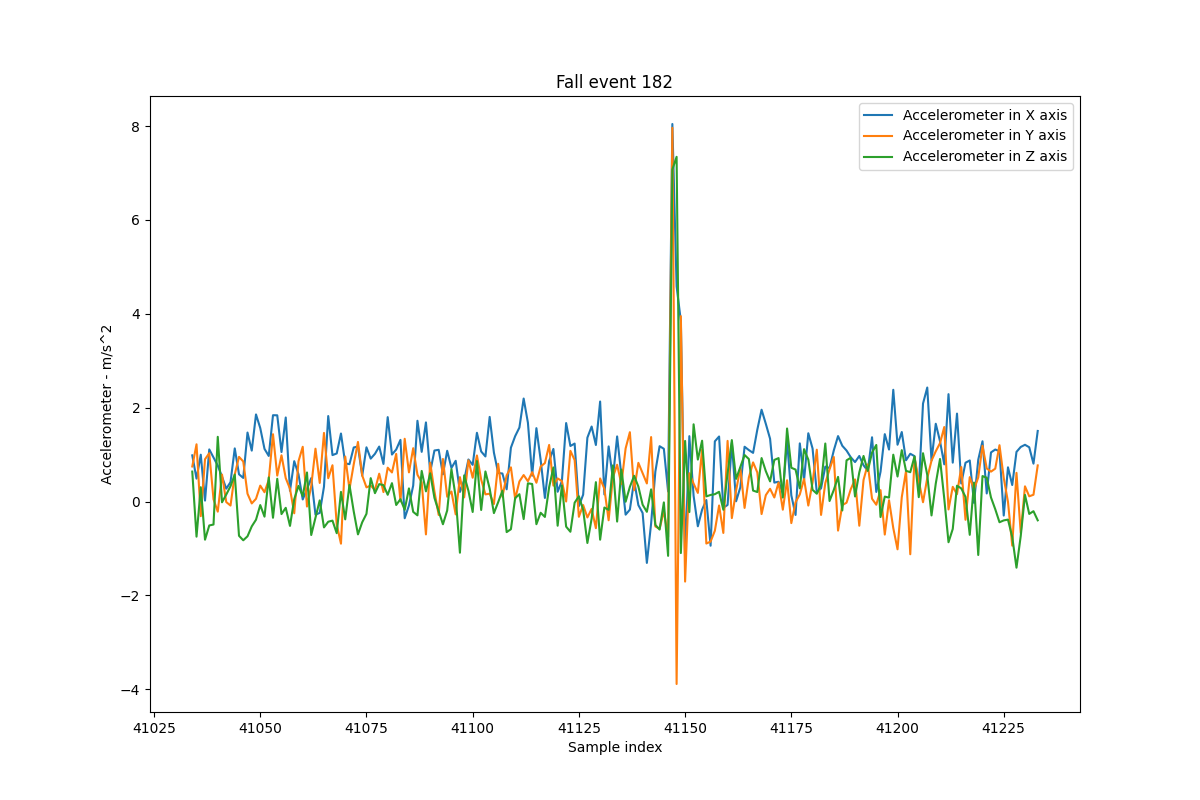 Fall event 182
Accelerometer in X axis
Accelerometer in Y axis
Accelerometer in Z axis
Accelerometer - m/s^2
8
6
4
2
0
−2
−4
41025 41050 41075 41100 41125 41150 41175 41200 41225
Sample index